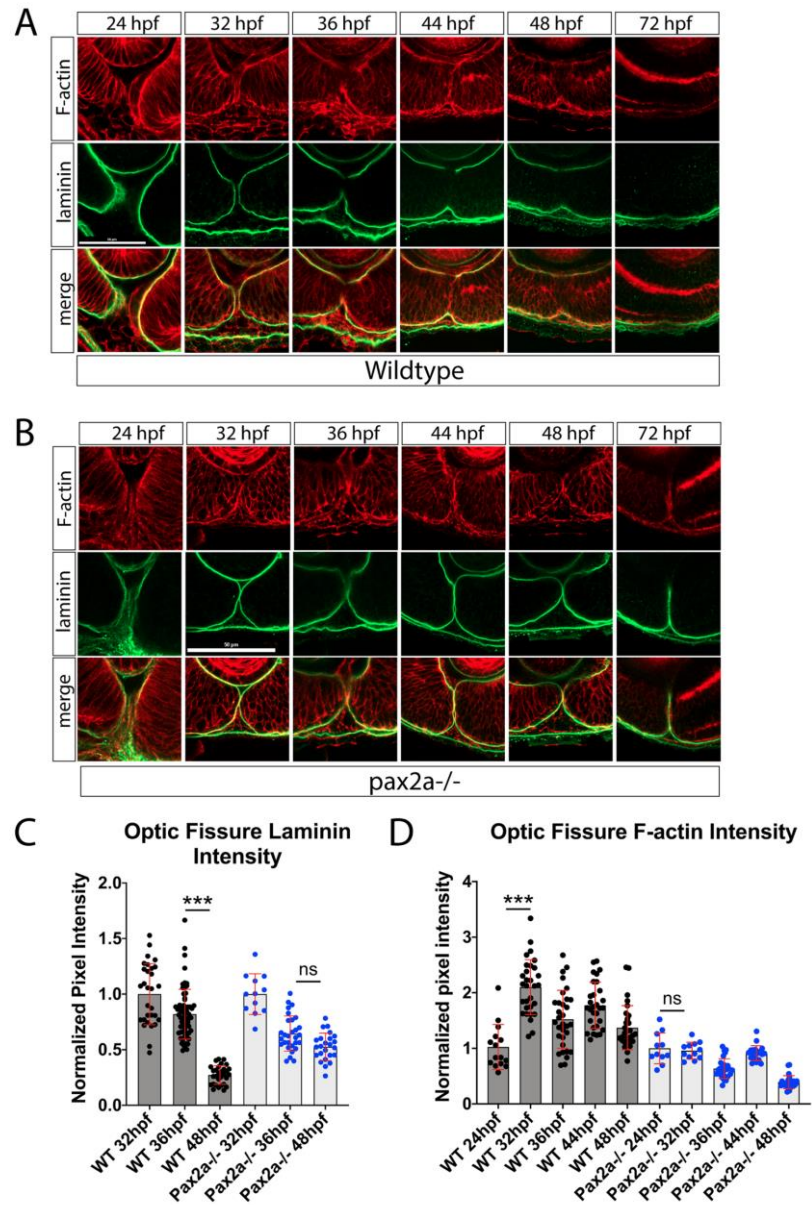 A
24 hpf 32 hpf 36 hpf 44 hpf 48 hpf 72 hpf
F-actin
laminin
merge
Wildtype
B
24 hpf 32 hpf 36 hpf 44 hpf 48 hpf 72 hpf
F-actin
laminin
50 µm
merge
pax2a-/-
C
Optic Fissure Laminin
Intensity
Normalized Pixel Intensity
2.0
1.5
1.0
0.5
0.0
***
ns
WT 32hpf
WT 36hpf
WT 48hpf
Pax2a-/- 32hpf
Pax2a-/- 36hpf
Pax2a-/- 48hpf
D
Optic Fissure F-actin Intensity
Normalized pixel intensity
4
3
2
1
0
***
ns
WT 24hpf
WT 32hpf
WT 36hpf
WT 44hpf
WT 48hpf
Pax2a-/- 24hpf
Pax2a-/- 32hpf
Pax2a-/- 36hpf
Pax2a-/- 44hpf
Pax2a-/- 48hpf